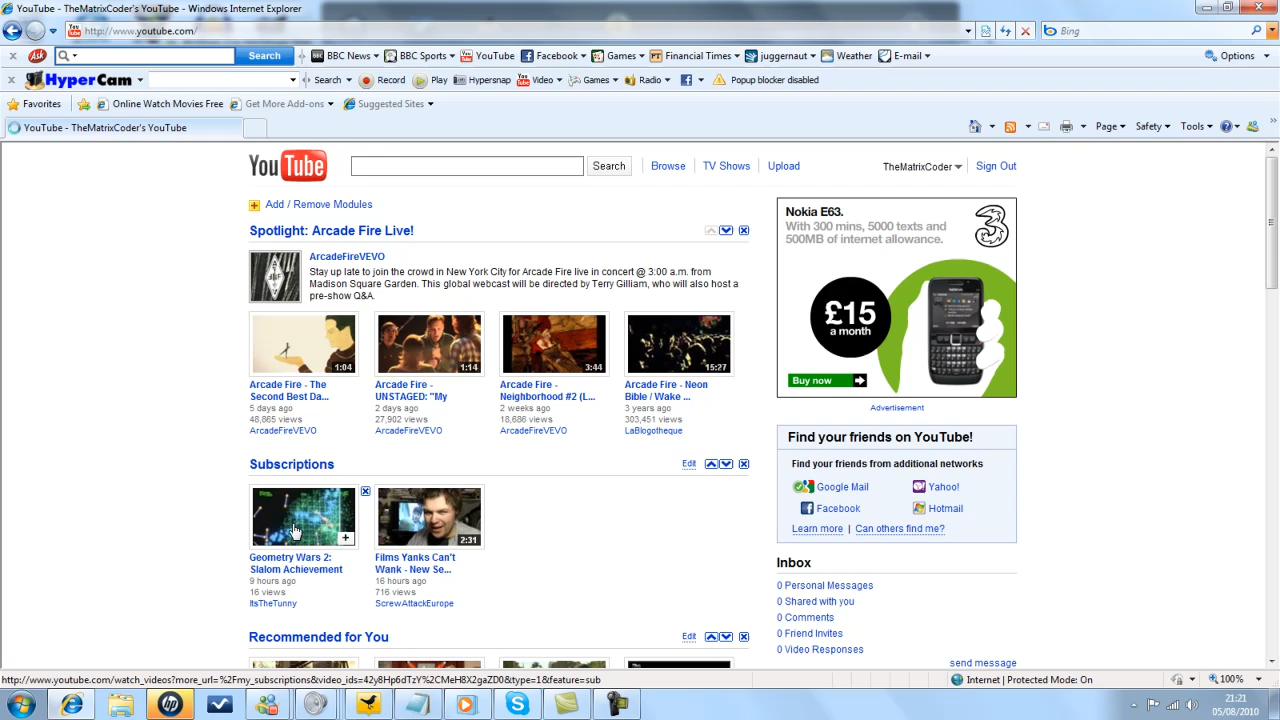 YouTube - TheMatrixCoder's YouTube - Windows Internet Explorer
http://www.youtube.com/
Bing
Ask
Search
BBC News
BBC Sports
YouTube
Facebook
Games
Financial Times
juggernaut
Weather
E-mail
Options
HyperCam
Search
Record
Play
Hypersnap
Video
Games
Radio
Popup blocker disabled
Favorites
Online Watch Movies Free
Get More Add-ons
Suggested Sites
YouTube - TheMatrixCoder's YouTube
Page
Safety
Tools
YouTube
Search
Browse
TV Shows
Upload
TheMatrixCoder
Sign Out
Add / Remove Modules
Spotlight: Arcade Fire Live!
ArcadeFireVEVO
Stay up late to join the crowd in New York City for Arcade Fire live in concert @ 3:00 a.m. from
Madison Square Garden. This global webcast will be directed by Terry Gilliam, who will also host a
pre-show Q&A.
1:04
1:14
3:44
15:27
Arcade Fire - The
Second Best Da...
5 days ago
48,865 views
ArcadeFireVEVO
Arcade Fire -
UNSTAGED: "My
2 days ago
27,902 views
ArcadeFireVEVO
Arcade Fire -
Neighborhood #2 (L...
2 weeks ago
18,686 views
ArcadeFireVEVO
Arcade Fire - Neon
Bible / Wake ...
3 years ago
303,451 views
LaBlogotheque
Subscriptions
Edit
2:31
Geometry Wars 2:
Slalom Achievement
9 hours ago
16 views
ItsTheTunny
Films Yanks Can't
Wank - New Se...
16 hours ago
716 views
ScrewAttackEurope
Recommended for You
Edit
Nokia E63.
With 300 mins, 5000 texts and
500MB of internet allowance.
3
£15
a month
Buy now
Advertisement
Find your friends on YouTube!
Find your friends from additional networks
Google Mail
Yahoo!
Facebook
Hotmail
Learn more | Can others find me?
Inbox
0 Personal Messages
0 Shared with you
0 Comments
0 Friend Invites
0 Video Responses
send message
http://www.youtube.com/watch_videos?more_url=%2Fmy_subscriptions&video_ids=42y8Hp6dTzY%2CMeH8X2gaZD0&type=1&feature=sub
Internet | Protected Mode: On
100%
hp
21:21
05/08/2010